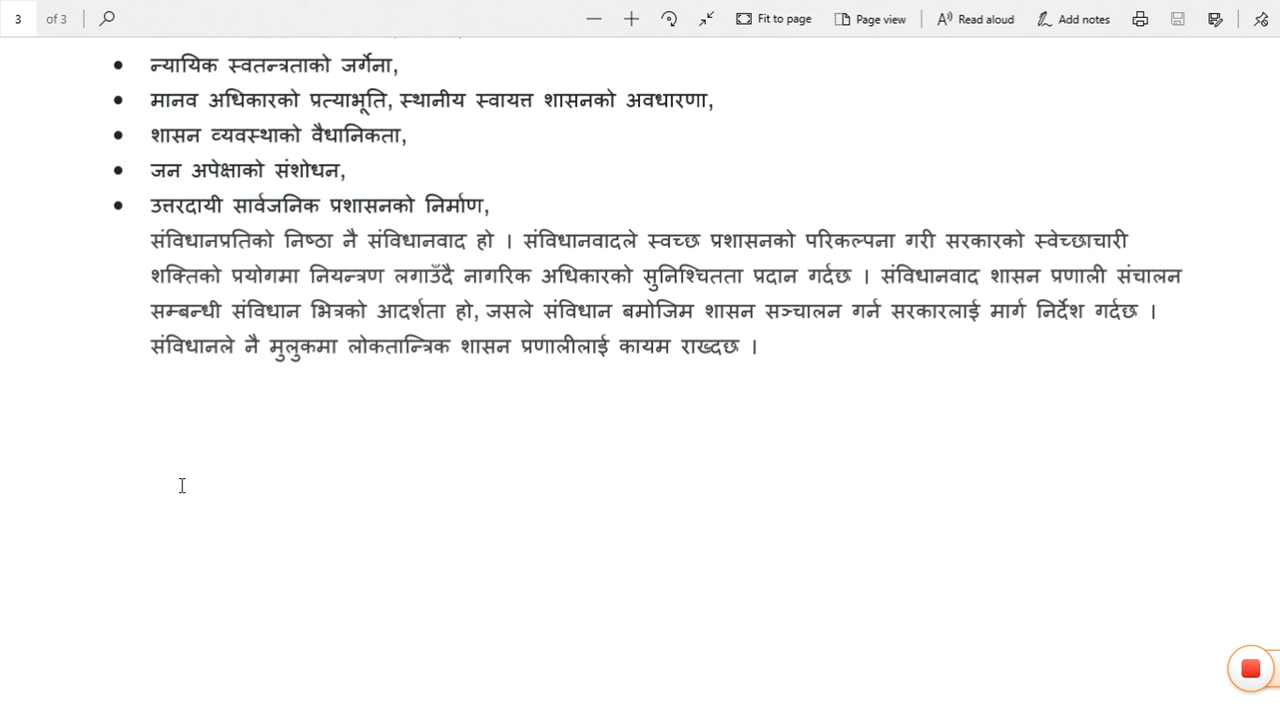 3 of 3 Fit to page Page view Read aloud Add notes
न्यायिक स्वतन्त्रताको जर्गेना,
मानव अधिकारको प्रत्याभूति, स्थानीय स्वायत्त शासनको अवधारणा,
शासन व्यवस्थाको वैधानिकता,
जन अपेक्षाको संशोधन,
उत्तरदायी सार्वजनिक प्रशासनको निर्माण,
संविधानप्रतिको निष्ठा नै संविधानवाद हो । संविधानवादले स्वच्छ प्रशासनको परिकल्पना गरी सरकारको स्वेच्छाचारी
शक्तिको प्रयोगमा नियन्त्रण लगाउँदै नागरिक अधिकारको सुनिश्चितता प्रदान गर्दछ । संविधानवाद शासन प्रणाली संचालन
सम्बन्धी संविधान भित्रको आदर्शता हो, जसले संविधान बमोजिम शासन सञ्चालन गर्न सरकारलाई मार्ग निर्देश गर्दछ ।
संविधानले नै मुलुकमा लोकतान्त्रिक शासन प्रणालीलाई कायम राख्दछ ।